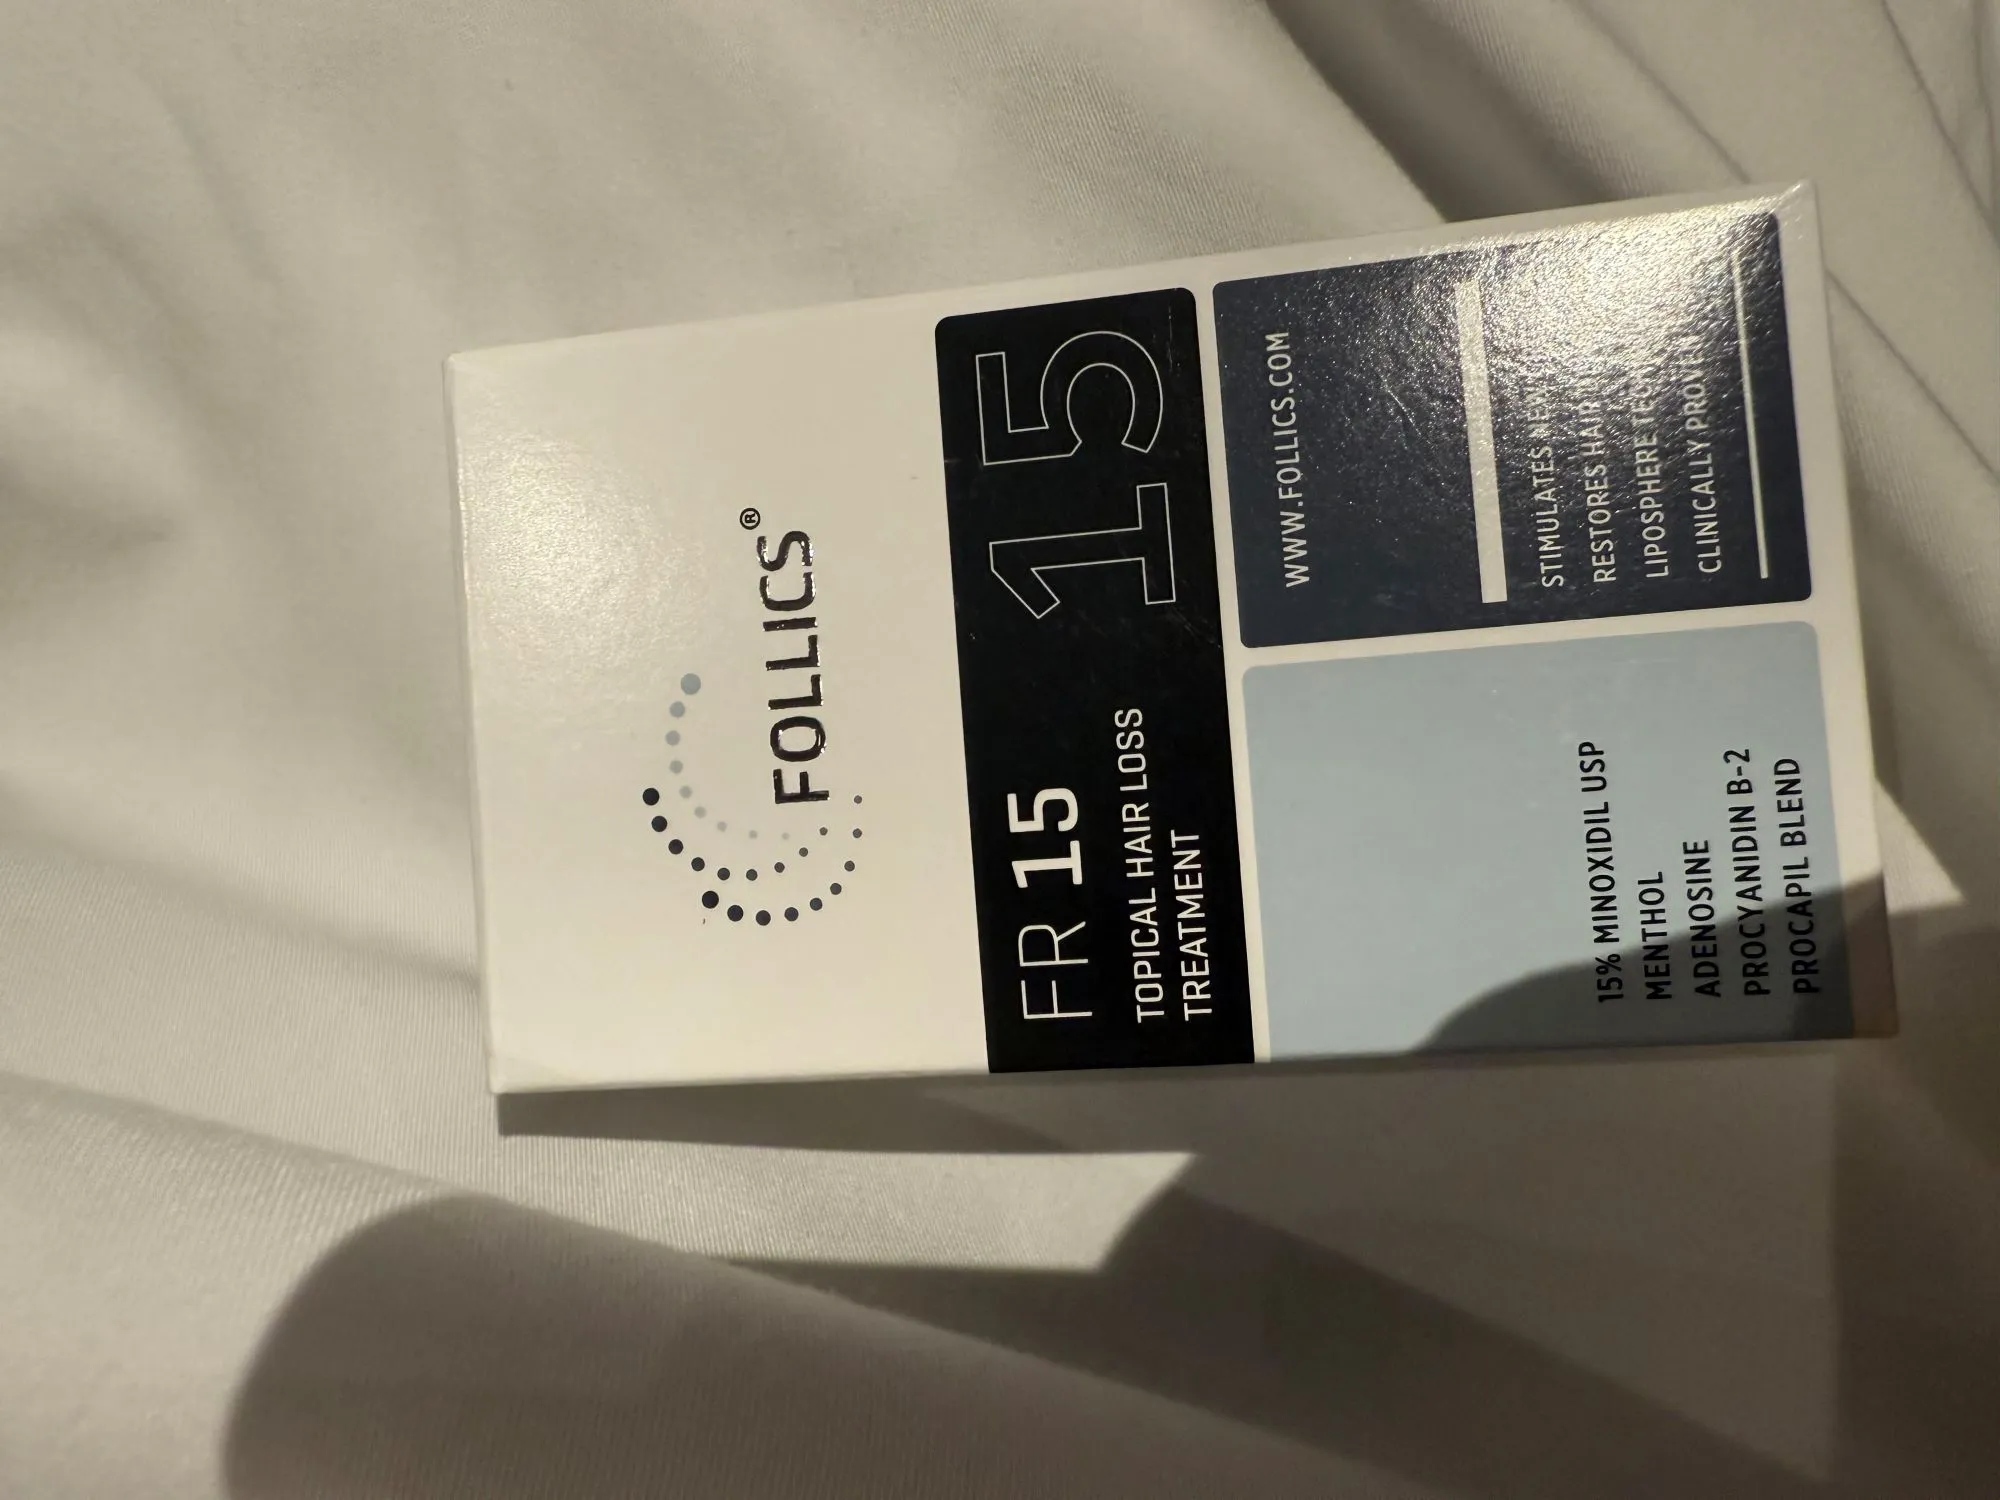 FOLLICS®
FR 15
TOPICAL HAIR LOSS
TREATMENT
15
15% MINOXIDIL USP
MENTHOL
ADENOSINE
PROCYANIDIN B-2
PROCAPIL BLEND
WWW.FOLLICS.COM
STIMULATES NEW
RESTORES HAIR
LIPOSPHERE
CLINICALLY PROVEN